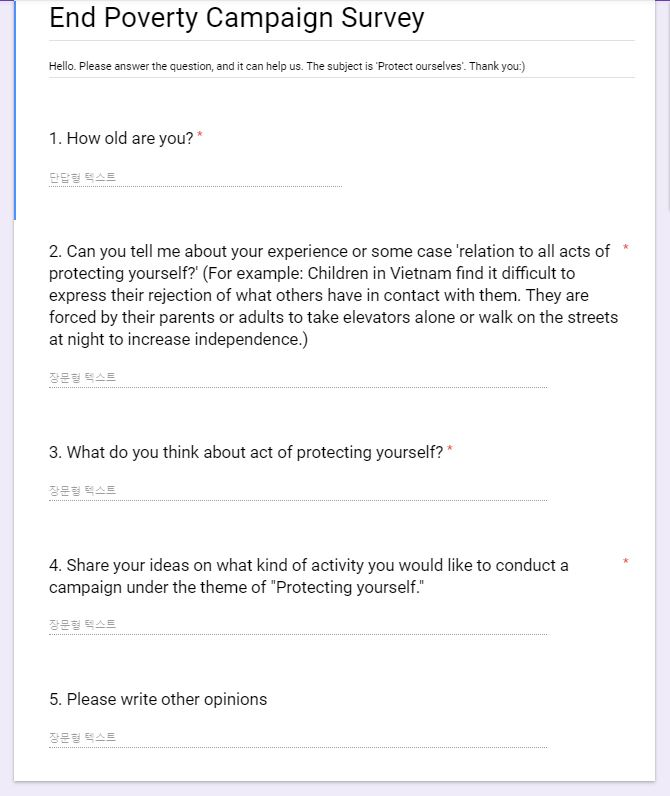 End Poverty Campaign Survey
Hello. Please answer the question, and it can help us. The subject is 'Protect ourselves'. Thank you:)
1. How old are you? *
단답형 텍스트
2. Can you tell me about your experience or some case 'relation to all acts of *
protecting yourself?' (For example: Children in Vietnam find it difficult to
express their rejection of what others have in contact with them. They are
forced by their parents or adults to take elevators alone or walk on the streets
at night to increase independence.)
장문형 텍스트
3. What do you think about act of protecting yourself? *
장문형 텍스트
4. Share your ideas on what kind of activity you would like to conduct a *
campaign under the theme of "Protecting yourself."
장문형 텍스트
5. Please write other opinions
장문형 텍스트